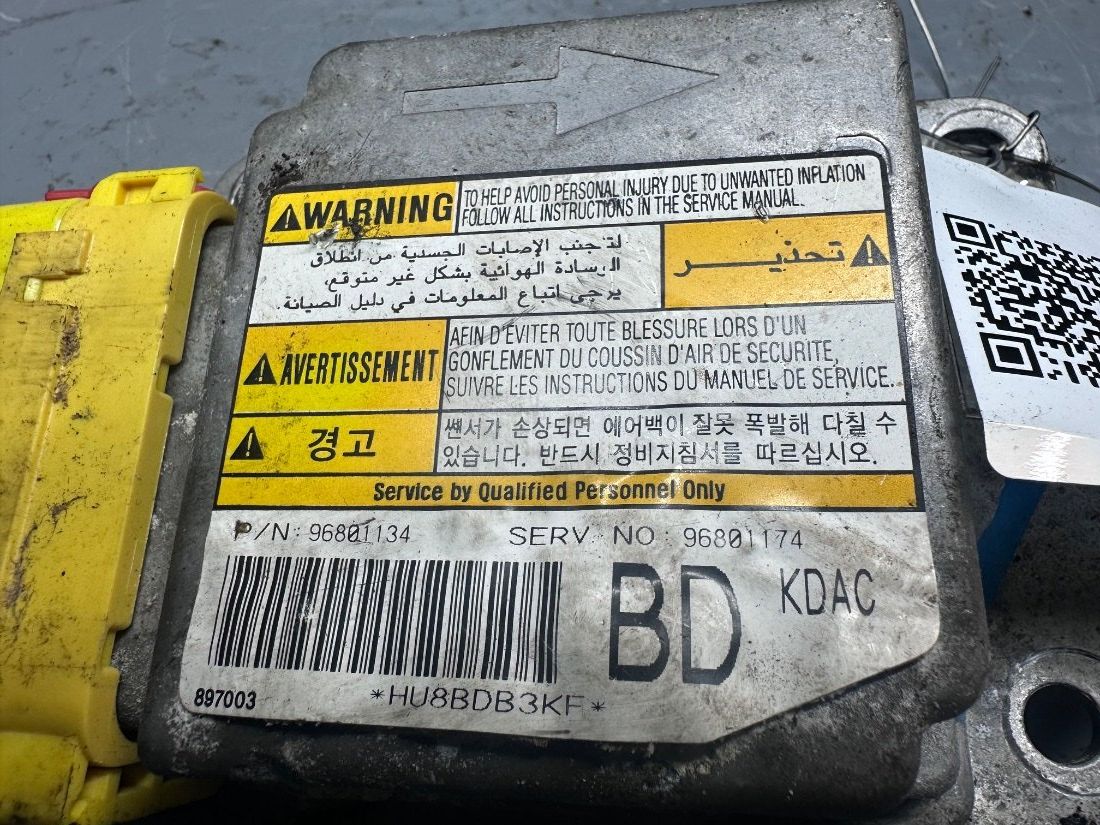 WARNING
TO HELP AVOID PERSONAL INJURY DUE TO UNWANTED INFLATION
FOLLOW ALL INSTRUCTIONS IN THE SERVICE MANUAL.
تحذيـــــر
لتجنب الإصابات الجسدية من انطلاق
الوسادة الهوائية بشكل غير متوقع،
يرجى اتباع المعلومات في دليل الصيانة.
AVERTISSEMENT
AFIN D'ÉVITER TOUTE BLESSURE LORS D'UN
GONFLEMENT DU COUSSIN D'AIR DE SECURITE,
SUIVRE LES INSTRUCTIONS DU MANUEL DE SERVICE.
경고
쎈서가 손상되면 에어백이 잘못 폭발해 다칠 수
있습니다. 반드시 정비지침서를 따르십시오.
Service by Qualified Personnel Only
P/N: 96801134 SERV NO: 96801174
BD KDAC
*HU8BDB3KF*
897003